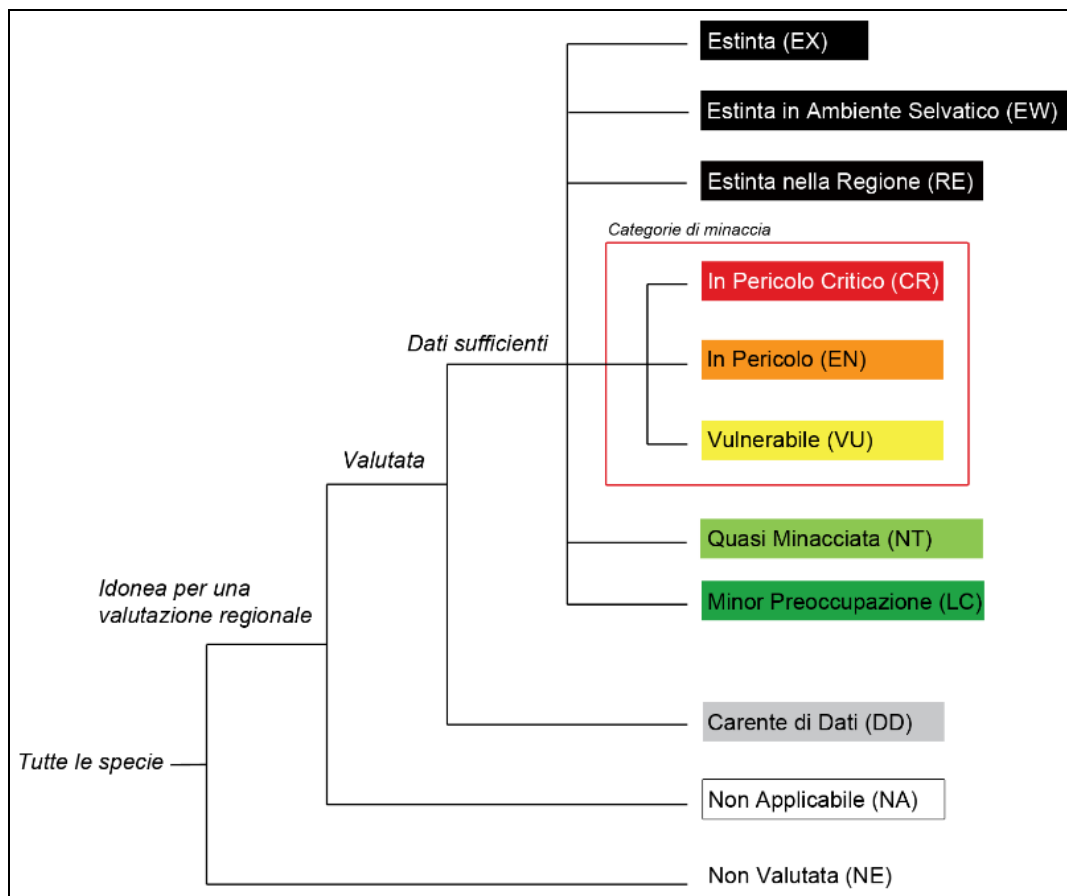 Estinta (EX)
Estinta in Ambiente Selvatico (EW)
Estinta nella Regione (RE)
Categorie di minaccia
In Pericolo Critico (CR)
Dati sufficienti
In Pericolo (EN)
Vulnerabile (VU)
Valutata
Quasi Minacciata (NT)
Idonea per una
valutazione regionale
Minor Preoccupazione (LC)
Carente di Dati (DD)
Tutte le specie
Non Applicabile (NA)
Non Valutata (NE)